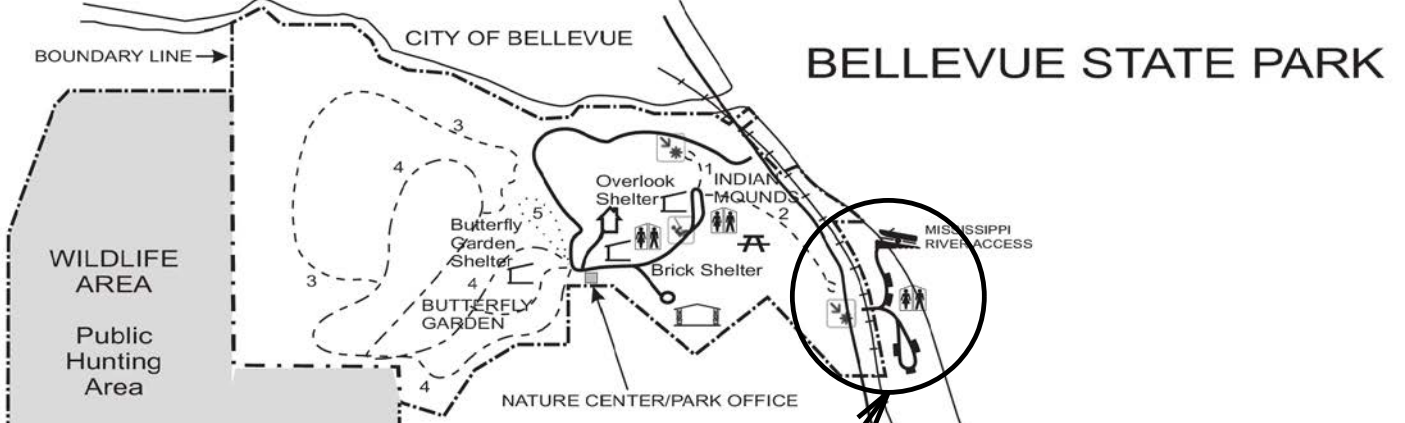 BELLEVUE STATE PARK
CITY OF BELLEVUE
BOUNDARY LINE
3
4
1
Overlook
Shelter
INDIAN
MOUNDS
2
5
Butterfly
Garden
Shelter
MISSISSIPPI
RIVER ACCESS
WILDLIFE
AREA
Public
Hunting
Area
3
4
Brick Shelter
BUTTERFLY
GARDEN
4
NATURE CENTER/PARK OFFICE